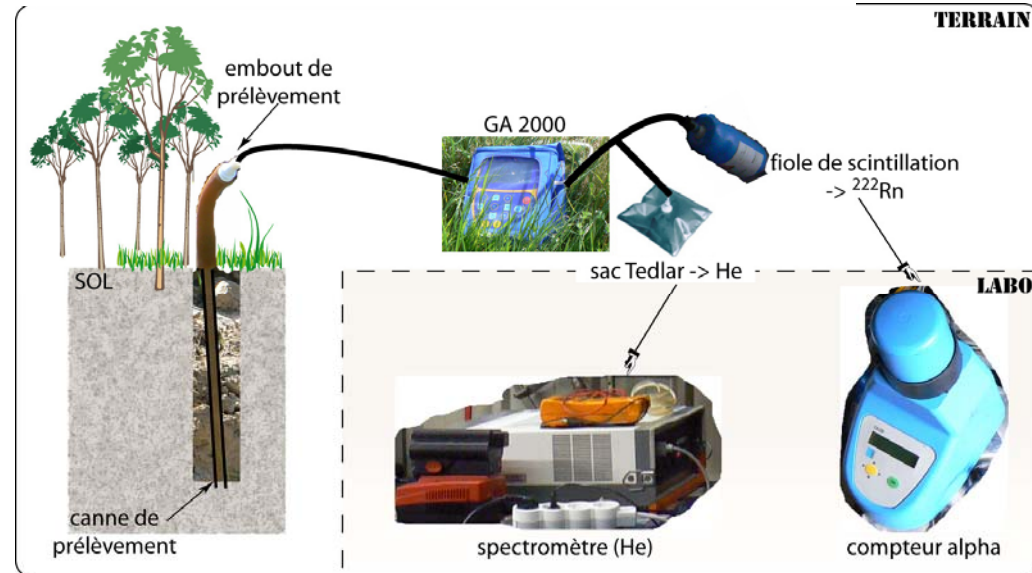 TERRAIN
embout de
prélèvement
GA 2000
fiole de scintillation
-> ²²²Rn
SOL
sac Tedlar -> He
LABO
canne de
prélèvement
spectromètre (He)
compteur alpha